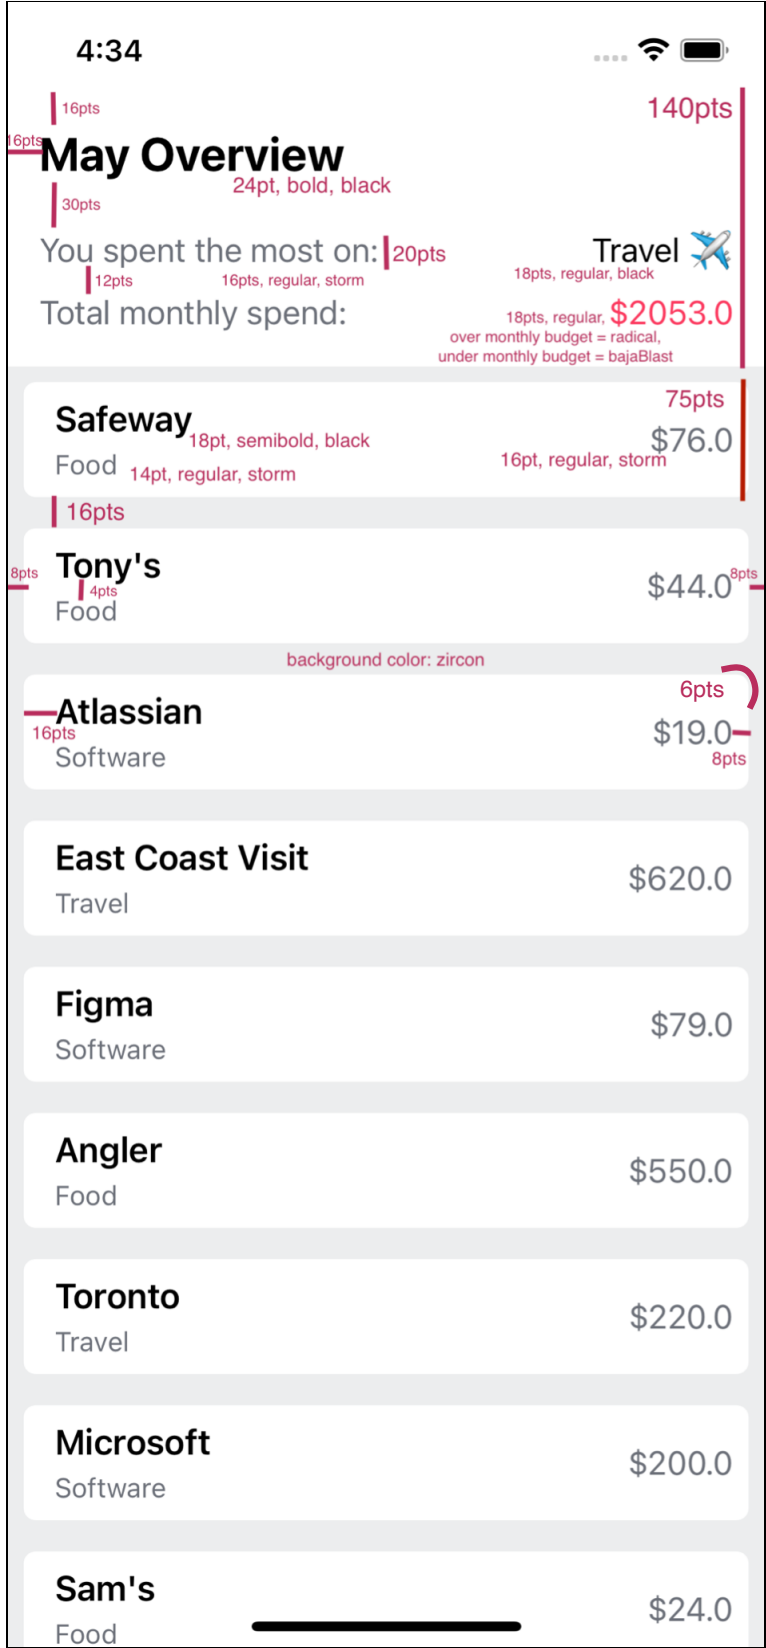 4:34
16pts
140pts
16pts
May Overview
24pt, bold, black
30pts
You spent the most on:
20pts
Travel ✈️
18pts, regular, black
12pts
16pts, regular, storm
Total monthly spend:
18pts, regular,
$2053.0
over monthly budget = radical,
under monthly budget = bajaBlast
75pts
Safeway
18pt, semibold, black
$76.0
Food
14pt, regular, storm
16pt, regular, storm
16pts
Tony's
8pts
4pts
$44.0
8pts
Food
background color: zircon
6pts
Atlassian
16pts
$19.0
8pts
Software
East Coast Visit
$620.0
Travel
Figma
$79.0
Software
Angler
$550.0
Food
Toronto
$220.0
Travel
Microsoft
$200.0
Software
Sam's
$24.0
Food